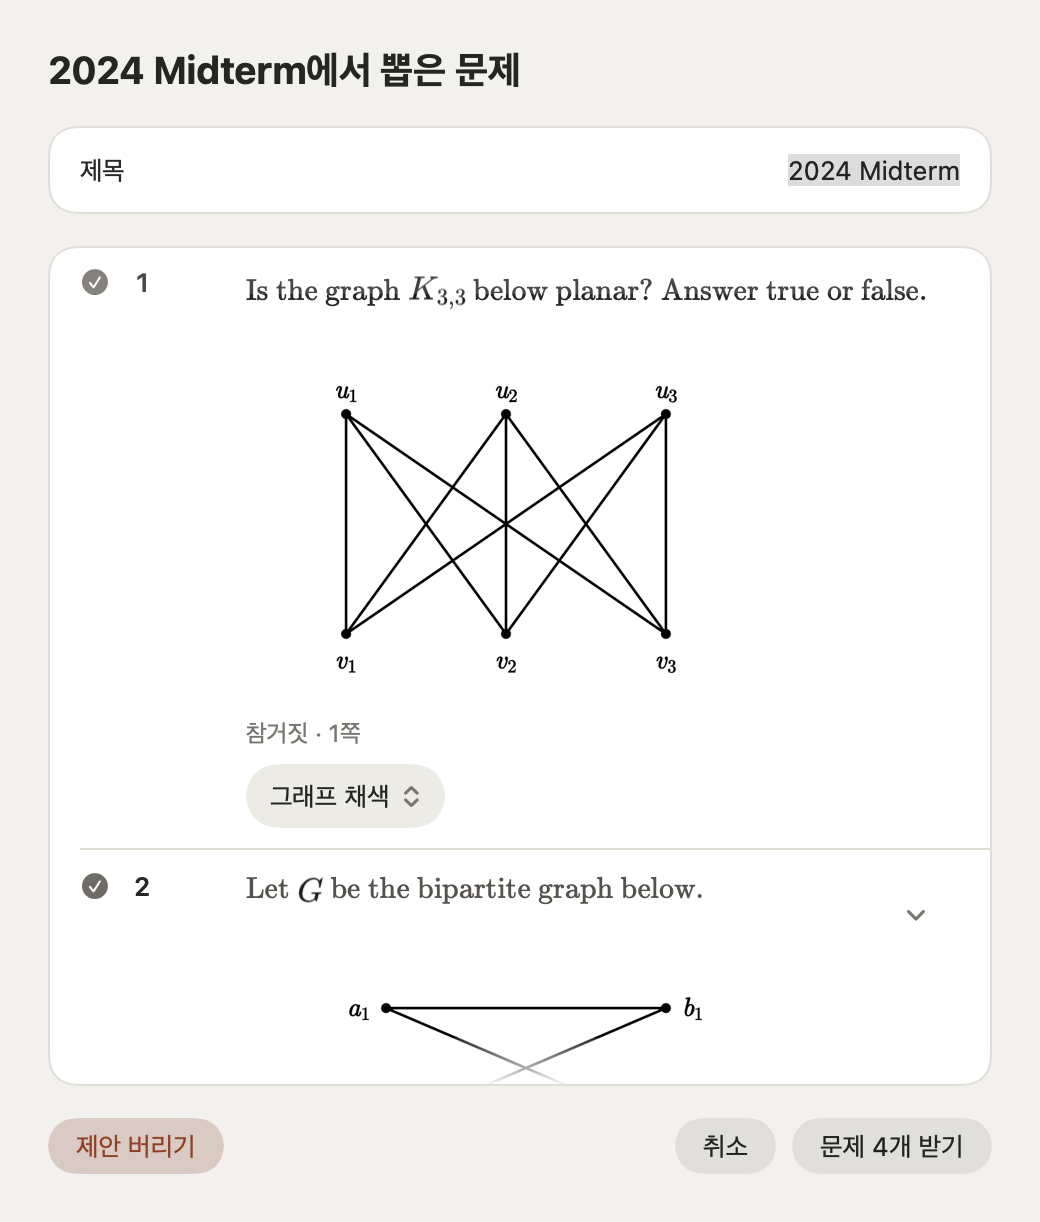 2024 Midterm에서 뽑은 문제
제목 2024 Midterm
1 Is the graph K₃,₃ below planar? Answer true or false.
u₁ u₂ u₃
v₁ v₂ v₃
참거짓 · 1쪽
그래프 채색
2 Let G be the bipartite graph below.
a₁ b₁
제안 버리기 취소 문제 4개 받기